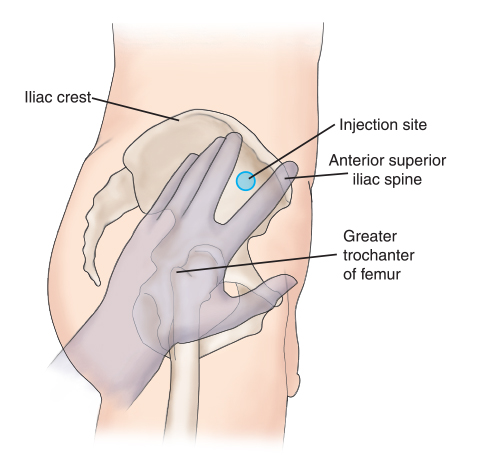 Iliac crest
Injection site
Anterior superior
iliac spine
Greater
trochanter
of femur